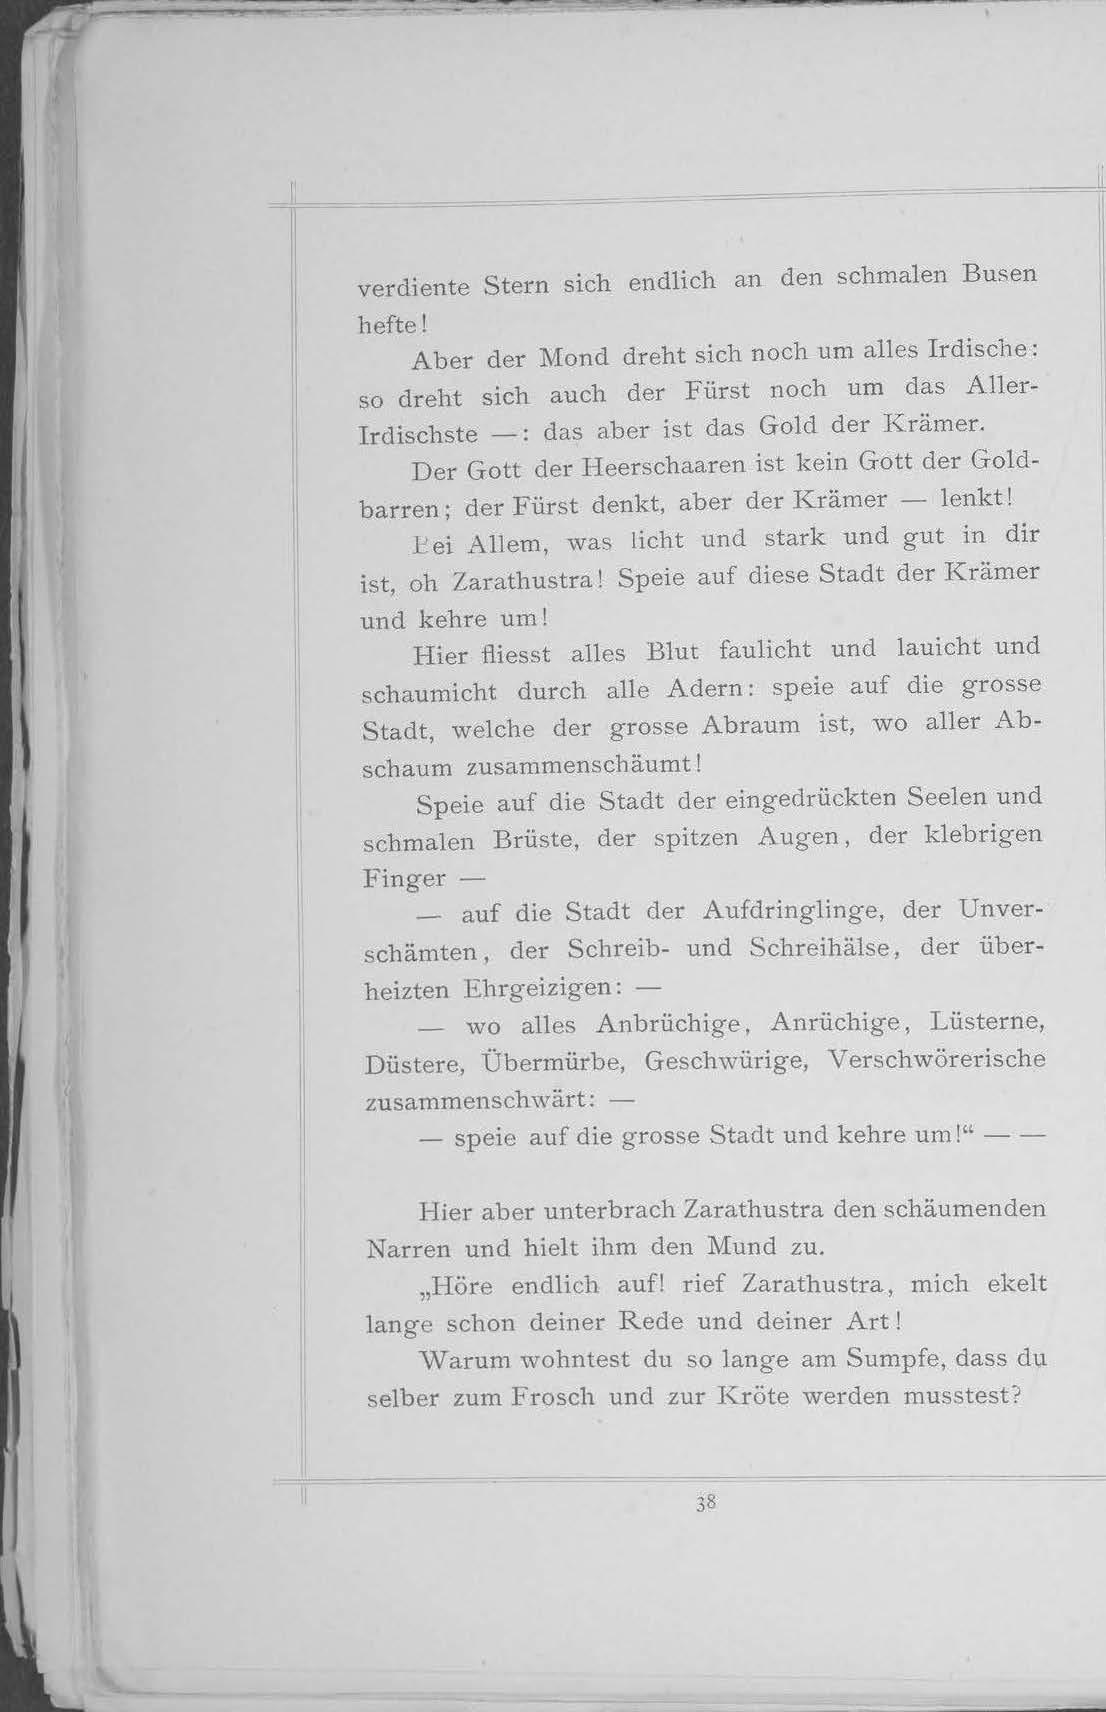 verdiente Stern sich endlich an den schmalen Busen
hefte!
Aber der Mond dreht sich noch um alles Irdische:
so dreht sich auch der Fürst noch um das Aller-
Irdischste —: das aber ist das Gold der Krämer.
Der Gott der Heerschaaren ist kein Gott der Gold-
barren; der Fürst denkt, aber der Krämer — lenkt!
Bei Allem, was licht und stark und gut in dir
ist, oh Zarathustra! Speie auf diese Stadt der Krämer
und kehre um!
Hier fliesst alles Blut faulicht und lauicht und
schaumicht durch alle Adern: speie auf die grosse
Stadt, welche der grosse Abraum ist, wo aller Ab-
schaum zusammenschäumt!
Speie auf die Stadt der eingedrückten Seelen und
schmalen Brüste, der spitzen Augen, der klebrigen
Finger —
— auf die Stadt der Aufdringlinge, der Unver-
schämten, der Schreib- und Schreihälse, der über-
heizten Ehrgeizigen: —
— wo alles Anbrüchige, Anrüchige, Lüsterne,
Düstere, Übermürbe, Geschwürige, Verschwörerische
zusammenschwärt: —
— speie auf die grosse Stadt und kehre um!“ — —
Hier aber unterbrach Zarathustra den schäumenden
Narren und hielt ihm den Mund zu.
„Höre endlich auf! rief Zarathustra, mich ekelt
lange schon deiner Rede und deiner Art!
Warum wohntest du so lange am Sumpfe, dass du
selber zum Frosch und zur Kröte werden musstest?
38